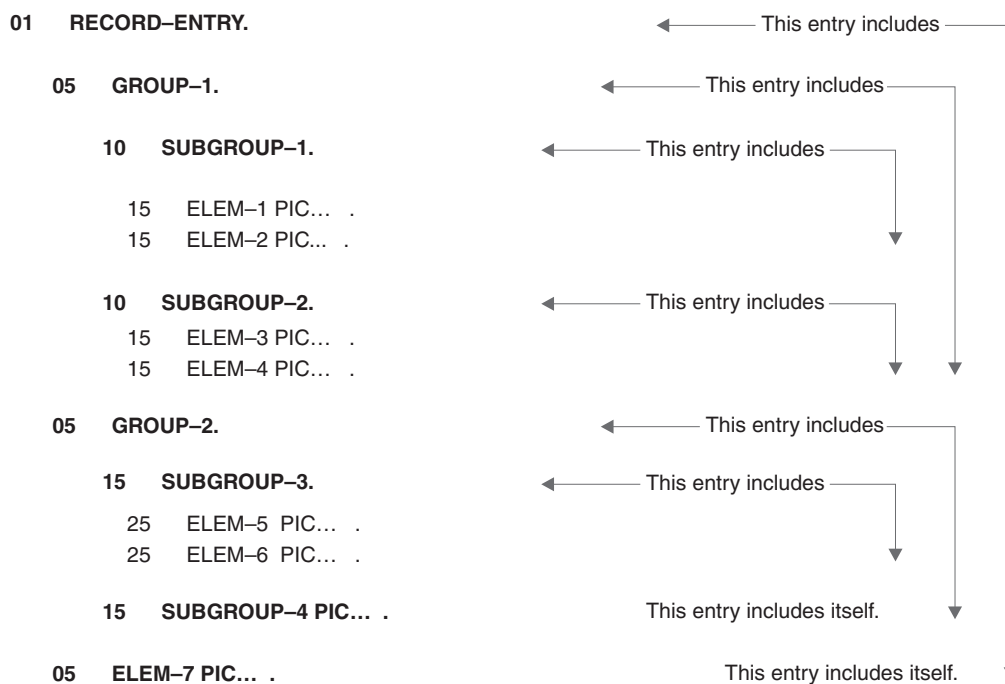 01 RECORD–ENTRY. This entry includes
05 GROUP–1. This entry includes
10 SUBGROUP–1. This entry includes
15 ELEM–1 PIC… .
15 ELEM–2 PIC... .
10 SUBGROUP–2. This entry includes
15 ELEM–3 PIC… .
15 ELEM–4 PIC… .
05 GROUP–2. This entry includes
15 SUBGROUP–3. This entry includes
25 ELEM–5 PIC… .
25 ELEM–6 PIC… .
15 SUBGROUP–4 PIC… . This entry includes itself.
05 ELEM–7 PIC… . This entry includes itself.